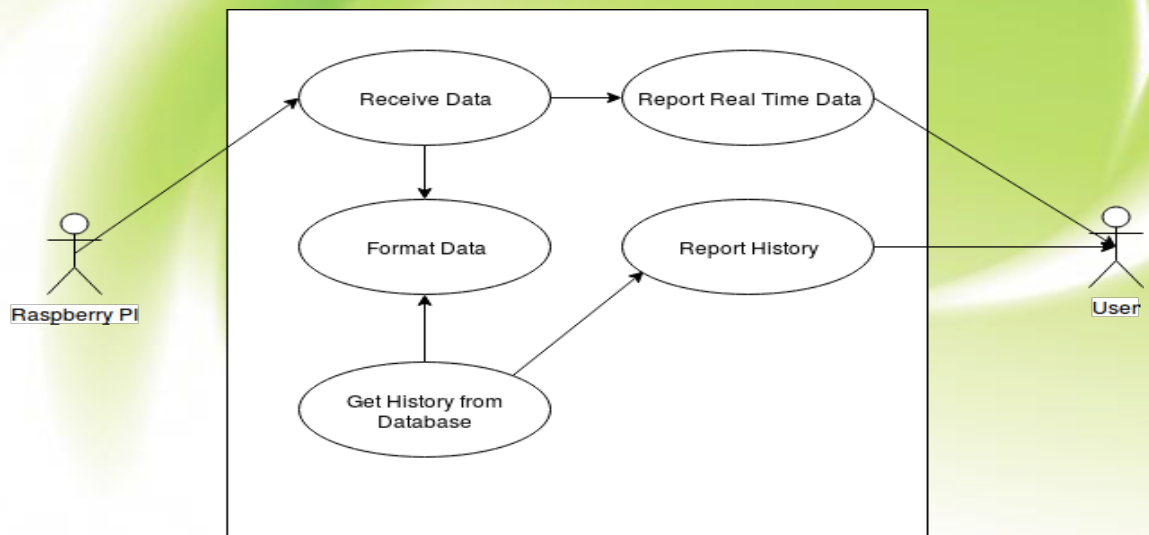 Receive Data
Report Real Time Data
Format Data
Report History
Raspberry PI
User
Get History from
Database